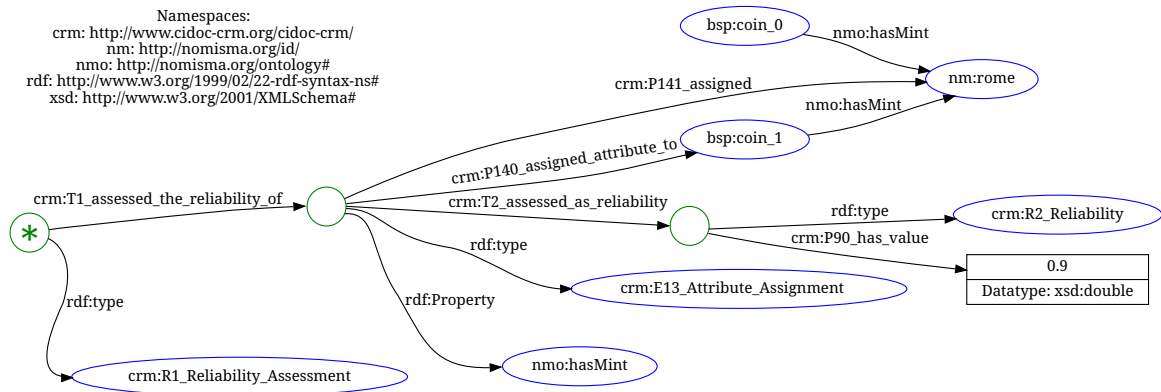 Namespaces:
crm: http://www.cidoc-crm.org/cidoc-crm/
nm: http://nomisma.org/id/
nmo: http://nomisma.org/ontology#
rdf: http://www.w3.org/1999/02/22-rdf-syntax-ns#
xsd: http://www.w3.org/2001/XMLSchema#
bsp:coin_0
nmo:hasMint
nm:rome
crm:P141_assigned
nmo:hasMint
bsp:coin_1
crm:P140_assigned_attribute_to
crm:T1_assessed_the_reliability_of
crm:T2_assessed_as_reliability
*
rdf:type
crm:R2_Reliability
crm:P90_has_value
rdf:type
0.9
Datatype: xsd:double
crm:E13_Attribute_Assignment
rdf:type
rdf:Property
nmo:hasMint
crm:R1_Reliability_Assessment